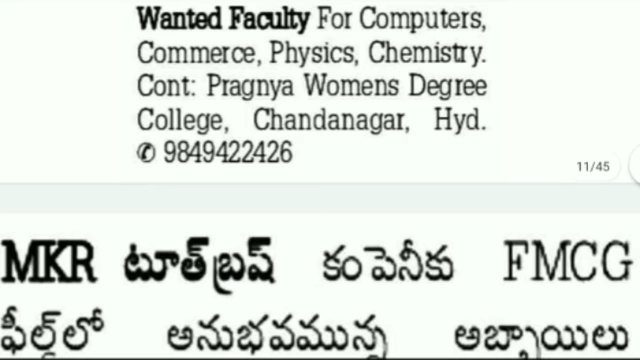 Wanted Faculty For Computers,
Commerce, Physics, Chemistry.
Cont: Pragnya Womens Degree
College, Chandanagar, Hyd.
✆ 9849422426
11/45
MKR టూత్‌బ్రష్ కంపెనీకు FMCG
ఫీల్డ్‌లో అనుభవమున్న అబ్బాయిలు